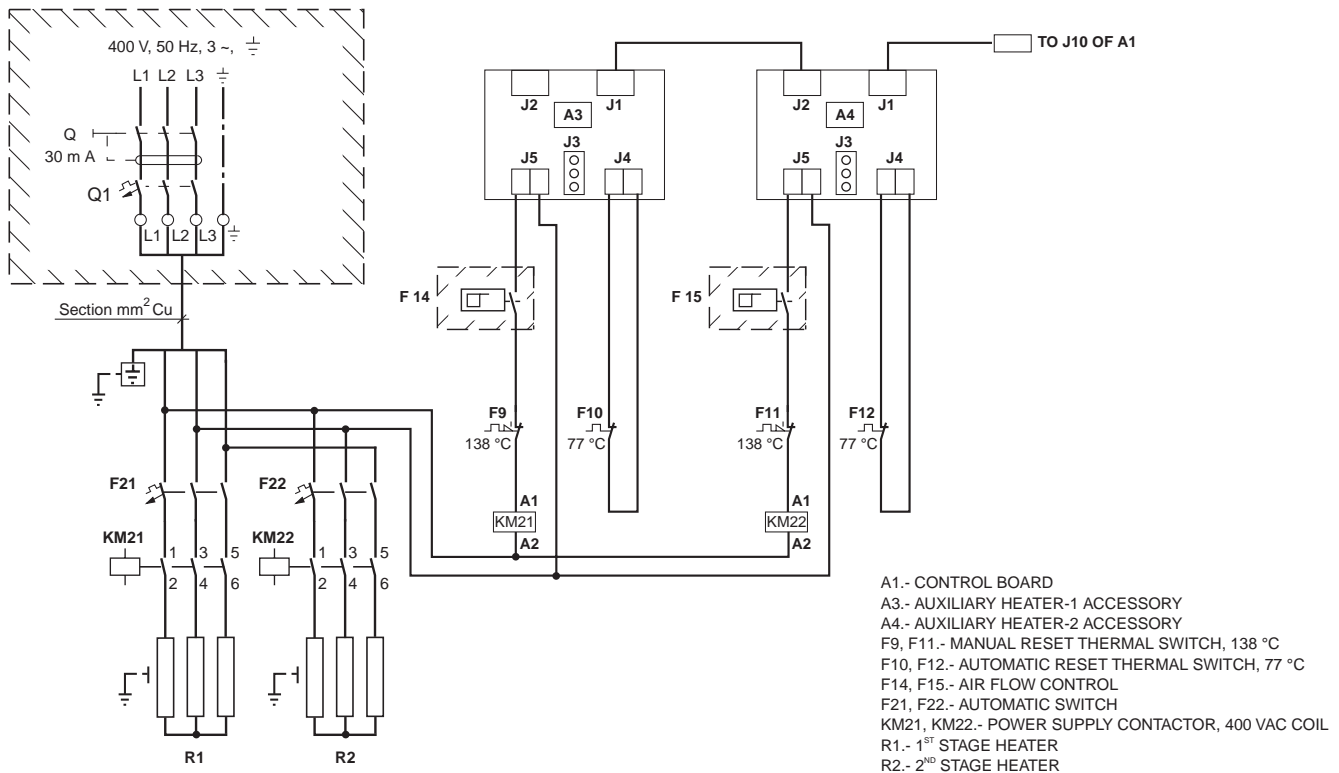 400 V, 50 Hz, 3 ~,
L1 L2 L3
Q
30 m A
Q1
L1 L2 L3
Section mm² Cu
TO J10 OF A1
J2 J1
A3
J3
J5 J4
J2 J1
A4
J3
J5 J4
F 14
F 15
F9
138 °C
F10
77 °C
F11
138 °C
F12
77 °C
A1
KM21
A2
A1
KM22
A2
F21
F22
KM21
1 3 5
2 4 6
KM22
1 3 5
2 4 6
R1
R2
A1.- CONTROL BOARD
A3.- AUXILIARY HEATER-1 ACCESSORY
A4.- AUXILIARY HEATER-2 ACCESSORY
F9, F11.- MANUAL RESET THERMAL SWITCH, 138 °C
F10, F12.- AUTOMATIC RESET THERMAL SWITCH, 77 °C
F14, F15.- AIR FLOW CONTROL
F21, F22.- AUTOMATIC SWITCH
KM21, KM22.- POWER SUPPLY CONTACTOR, 400 VAC COIL
R1.- 1ST STAGE HEATER
R2.- 2ND STAGE HEATER